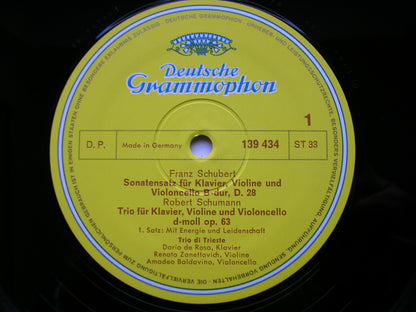 Deutsche
Grammophon
1
D. P.
Made in Germany
139 434
ST 33
Franz Schubert
Sonatensatz für Klavier, Violine und
Violoncello B-dur, D. 28
Robert Schumann
Trio für Klavier, Violine und Violoncello
d-moll op. 63
1. Satz: Mit Energie und Leidenschaft
Trio di Trieste
Dario de Rosa, Klavier
Renato Zanettovich, Violine
Amadeo Baldovino, Violoncello